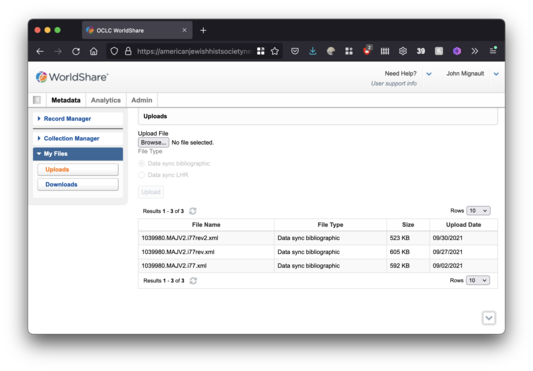 OCLC WorldShare
https://americanjewishhistsocietyne
39
WorldShare®
Need Help?
John Mignault
User support info
Metadata Analytics Admin
Record Manager
Collection Manager
My Files
Uploads
Downloads
Uploads
Upload File
Browse... No file selected.
File Type
Data sync bibliographic
Data sync LHR
Upload
Results 1 - 3 of 3
Rows 10
File Name File Type Size Upload Date
1039980.MAJV2.i77rev2.xml Data sync bibliographic 523 KB 09/30/2021
1039980.MAJV2.i77rev.xml Data sync bibliographic 605 KB 09/27/2021
1039980.MAJV2.i77.xml Data sync bibliographic 592 KB 09/02/2021
Results 1 - 3 of 3
Rows 10